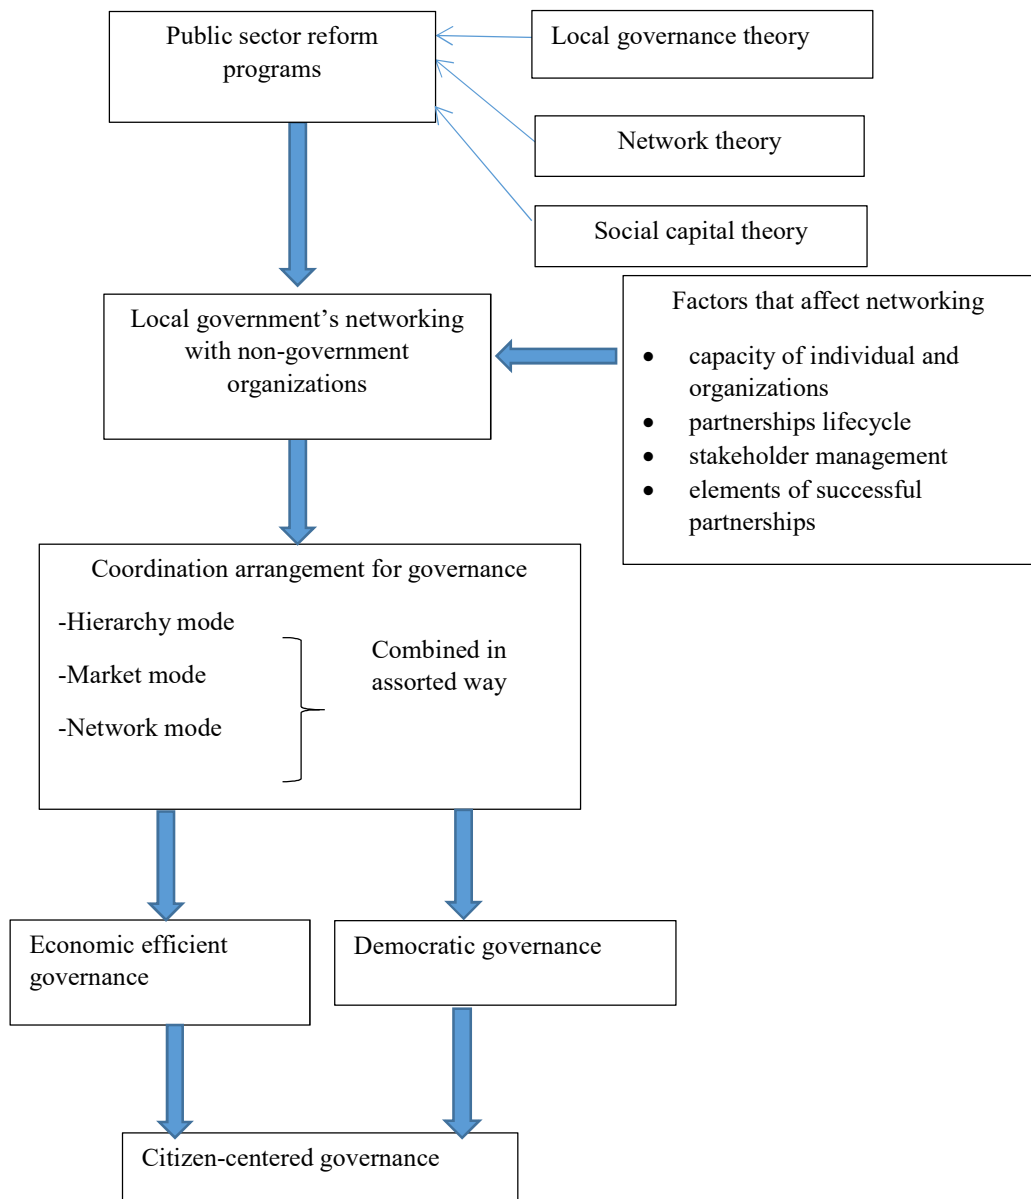 Public sector reform
programs
Local governance theory
Network theory
Social capital theory
Local government’s networking
with non-government
organizations
Factors that affect networking
• capacity of individual and
organizations
• partnerships lifecycle
• stakeholder management
• elements of successful
partnerships
Coordination arrangement for governance
-Hierarchy mode
-Market mode
-Network mode
Combined in
assorted way
Economic efficient
governance
Democratic governance
Citizen-centered governance